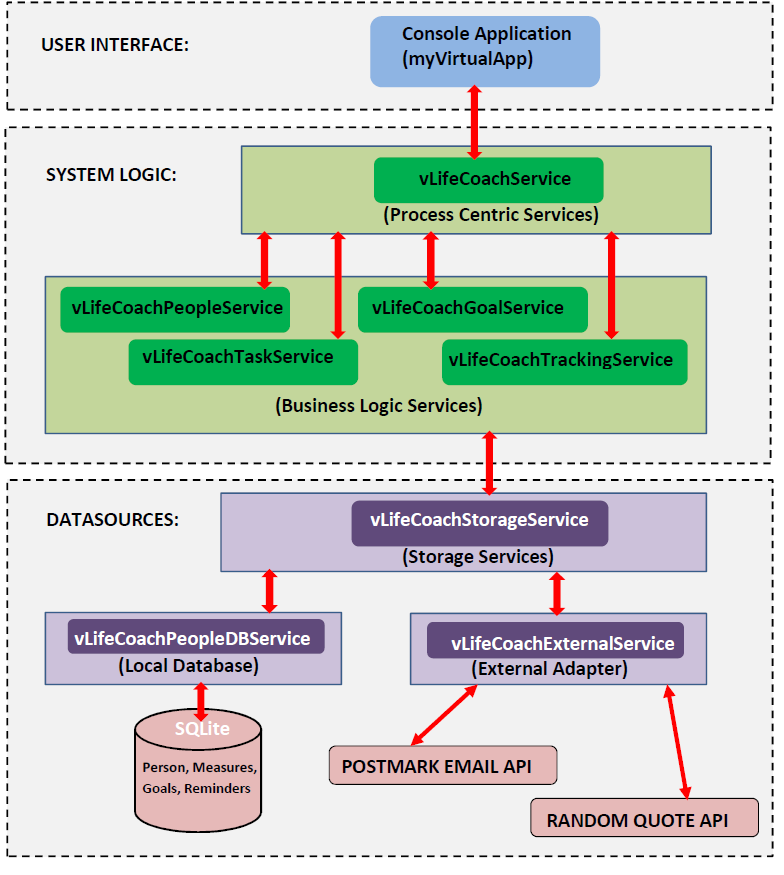 USER INTERFACE:
Console Application
(myVirtualApp)
SYSTEM LOGIC:
vLifeCoachService
(Process Centric Services)
vLifeCoachPeopleService
vLifeCoachGoalService
vLifeCoachTaskService
vLifeCoachTrackingService
(Business Logic Services)
DATASOURCES:
vLifeCoachStorageService
(Storage Services)
vLifeCoachPeopleDBService
(Local Database)
vLifeCoachExternalService
(External Adapter)
SQLite
Person, Measures,
Goals, Reminders
POSTMARK EMAIL API
RANDOM QUOTE API